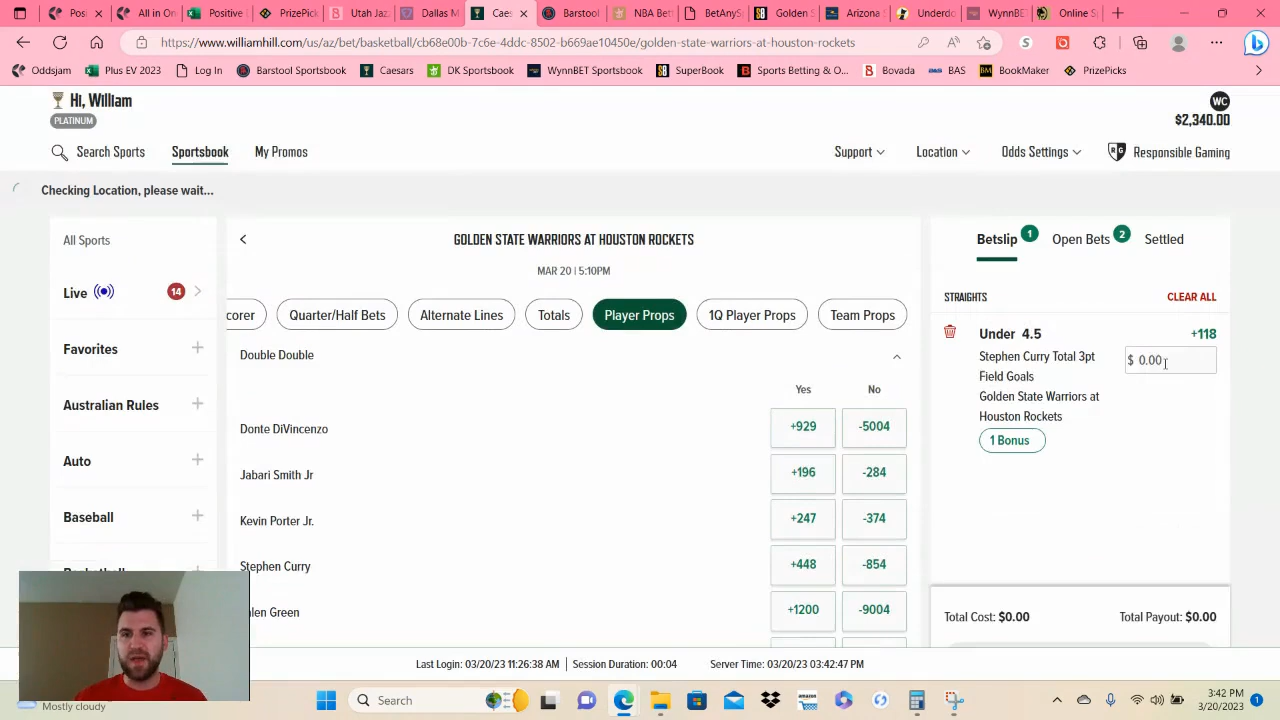 Posi
All in Or
Positive
PrizePick
Utah Jaz
Dallas M
Caes
Barstool
NBA Bet
BetAnyS
Golden S
Arizona
Underdo
WynnBE
Online S
https://www.williamhill.com/us/az/bet/basketball/cb68e00b-7c6e-4ddc-8502-b669ae10450e/golden-state-warriors-at-houston-rockets
Oddsjam
Plus EV 2023
Log In
Barstool Sportsbook
Caesars
DK Sportsbook
WynnBET Sportsbook
SuperBook
Sports Betting & O...
Bovada
BAS
BookMaker
PrizePicks
Hi, William
PLATINUM
WC
$2,340.00
Search Sports
Sportsbook
My Promos
Support
Location
Odds Settings
RG
Responsible Gaming
Checking Location, please wait...
All Sports
Live
14
Favorites
Australian Rules
Auto
Baseball
GOLDEN STATE WARRIORS AT HOUSTON ROCKETS
MAR 20 | 5:10PM
corer
Quarter/Half Bets
Alternate Lines
Totals
Player Props
1Q Player Props
Team Props
Double Double
Yes No
Donte DiVincenzo +929 -5004
Jabari Smith Jr +196 -284
Kevin Porter Jr. +247 -374
Stephen Curry +448 -854
alen Green +1200 -9004
Betslip 1
Open Bets 2
Settled
STRAIGHTS
CLEAR ALL
Under 4.5 +118
Stephen Curry Total 3pt
Field Goals
$ 0.00
Golden State Warriors at
Houston Rockets
1 Bonus
Total Cost: $0.00
Total Payout: $0.00
Last Login: 03/20/23 11:26:38 AM
Session Duration: 00:04
Server Time: 03/20/23 03:42:47 PM
Mostly cloudy
Search
amazon
3:42 PM
3/20/2023
1